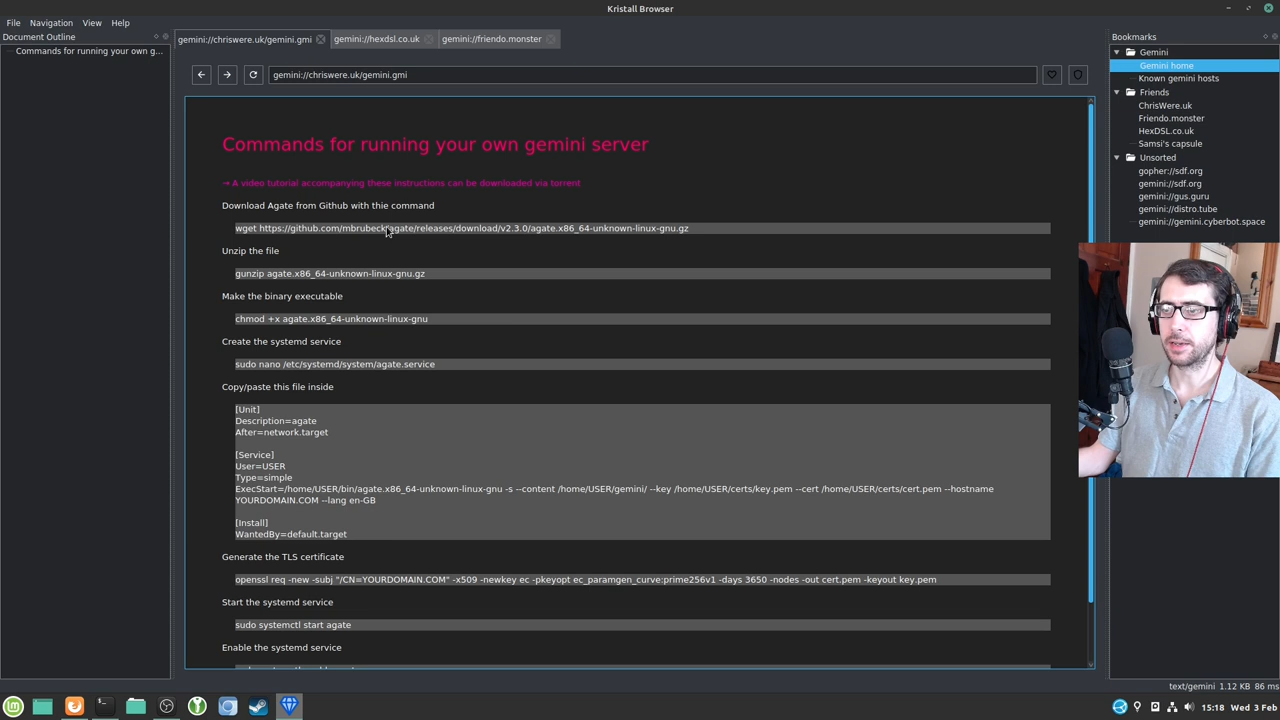 Kristall Browser
File Navigation View Help
Document Outline
Commands for running your own g...
gemini://chriswere.uk/gemini.gmi
gemini://hexdsl.co.uk
gemini://friendo.monster
gemini://chriswere.uk/gemini.gmi
Commands for running your own gemini server
→ A video tutorial accompanying these instructions can be downloaded via torrent
Download Agate from Github with thie command
wget https://github.com/mbrubeck/agate/releases/download/v2.3.0/agate.x86_64-unknown-linux-gnu.gz
Unzip the file
gunzip agate.x86_64-unknown-linux-gnu.gz
Make the binary executable
chmod +x agate.x86_64-unknown-linux-gnu
Create the systemd service
sudo nano /etc/systemd/system/agate.service
Copy/paste this file inside
[Unit]
Description=agate
After=network.target
[Service]
User=USER
Type=simple
ExecStart=/home/USER/bin/agate.x86_64-unknown-linux-gnu -s --content /home/USER/gemini/ --key /home/USER/certs/key.pem --cert /home/USER/certs/cert.pem --hostname
YOURDOMAIN.COM --lang en-GB
[Install]
WantedBy=default.target
Generate the TLS certificate
openssl req -new -subj "/CN=YOURDOMAIN.COM" -x509 -newkey ec -pkeyopt ec_paramgen_curve:prime256v1 -days 3650 -nodes -out cert.pem -keyout key.pem
Start the systemd service
sudo systemctl start agate
Enable the systemd service
Bookmarks
Gemini
Gemini home
Known gemini hosts
Friends
ChrisWere.uk
Friendo.monster
HexDSL.co.uk
Samsi's capsule
Unsorted
gopher://sdf.org
gemini://sdf.org
gemini://gus.guru
gemini://distro.tube
gemini://gemini.cyberbot.space
text/gemini 1.12 KB 86 ms
15:18 Wed 3 Feb